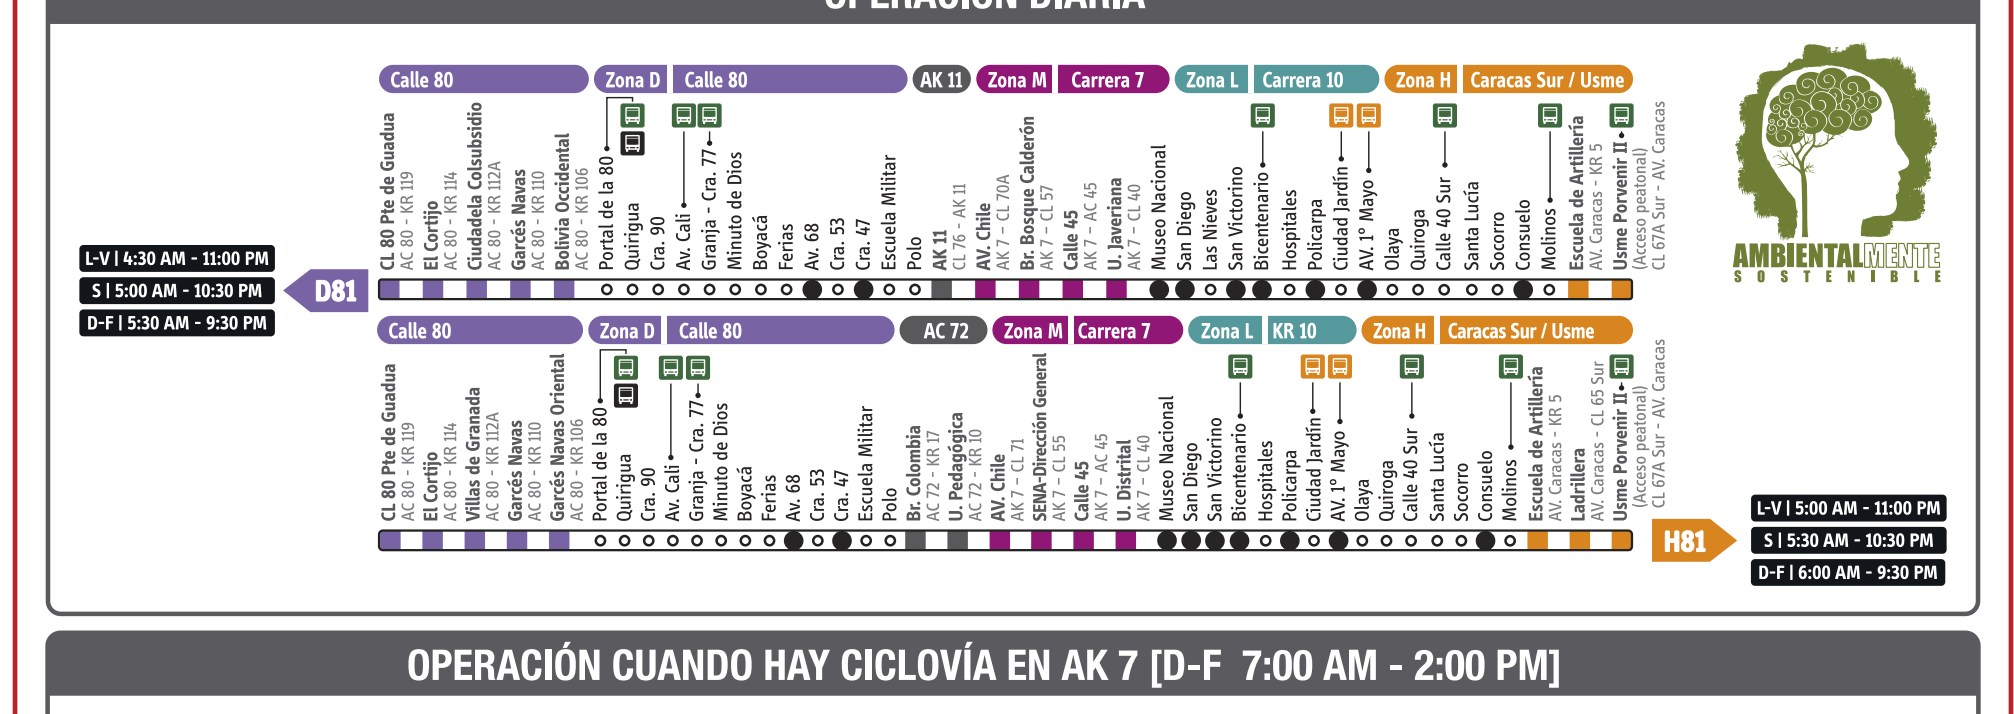 OPERACIÓN DIARIA
Calle 80
Zona D
Calle 80
AK 11
Zona M
Carrera 7
Zona L
Carrera 10
Zona H
Caracas Sur / Usme
CL 80 Pte de Guadua
AC 80 - KR 119
El Cortijo
AC 80 - KR 114
Ciudadela Colsubsidio
AC 80 - KR 112A
Garcés Navas
AC 80 - KR 110
Bolivia Occidental
AC 80 - KR 106
Portal de la 80
Quirigua
Cra. 90
Av. Cali
Granja - Cra. 77
Minuto de Dios
Boyacá
Ferias
Av. 68
Cra. 53
Cra. 47
Escuela Militar
Polo
AK 11
CL 76 - AK 11
AV. Chile
AK 7 - CL 70A
Br. Bosque Calderón
AK 7 - CL 57
Calle 45
AK 7 - AC 45
U. Javeriana
AK 7 - CL 40
Museo Nacional
San Diego
Las Nieves
San Victorino
Bicentenario
Hospitales
Policarpa
Ciudad Jardín
AV. 1° Mayo
Olaya
Quiroga
Calle 40 Sur
Santa Lucía
Socorro
Consuelo
Molinos
Escuela de Artillería
AV. Caracas - KR 5
Usme Porvenir II
(Acceso peatonal)
CL 67A Sur - AV. Caracas
L-V | 4:30 AM - 11:00 PM
S | 5:00 AM - 10:30 PM
D-F | 5:30 AM - 9:30 PM
D81
AMBIENTALMENTE
SOSTENIBLE
Calle 80
Zona D
Calle 80
AC 72
Zona M
Carrera 7
Zona L
KR 10
Zona H
Caracas Sur / Usme
CL 80 Pte de Guadua
AC 80 - KR 119
El Cortijo
AC 80 - KR 114
Villas de Granada
AC 80 - KR 112A
Garcés Navas
AC 80 - KR 110
Garcés Navas Oriental
AC 80 - KR 106
Portal de la 80
Quirigua
Cra. 90
Av. Cali
Granja - Cra. 77
Minuto de Dios
Boyacá
Ferias
Av. 68
Cra. 53
Cra. 47
Escuela Militar
Polo
Br. Colombia
AC 72 - KR 17
U. Pedagógica
AC 72 - KR 10
AV. Chile
AK 7 - CL 71
SENA-Dirección General
AK 7 - CL 55
Calle 45
AK 7 - AC 45
U. Distrital
AK 7 - CL 40
Museo Nacional
San Diego
San Victorino
Bicentenario
Hospitales
Policarpa
Ciudad Jardín
AV. 1° Mayo
Olaya
Quiroga
Calle 40 Sur
Santa Lucía
Socorro
Consuelo
Molinos
Escuela de Artillería
AV. Caracas - KR 5
Ladrillera
AV. Caracas - CL 65 Sur
Usme Porvenir II
(Acceso peatonal)
CL 67A Sur - AV. Caracas
H81
L-V | 5:00 AM - 11:00 PM
S | 5:30 AM - 10:30 PM
D-F | 6:00 AM - 9:30 PM
OPERACIÓN CUANDO HAY CICLOVÍA EN AK 7 [D-F 7:00 AM - 2:00 PM]